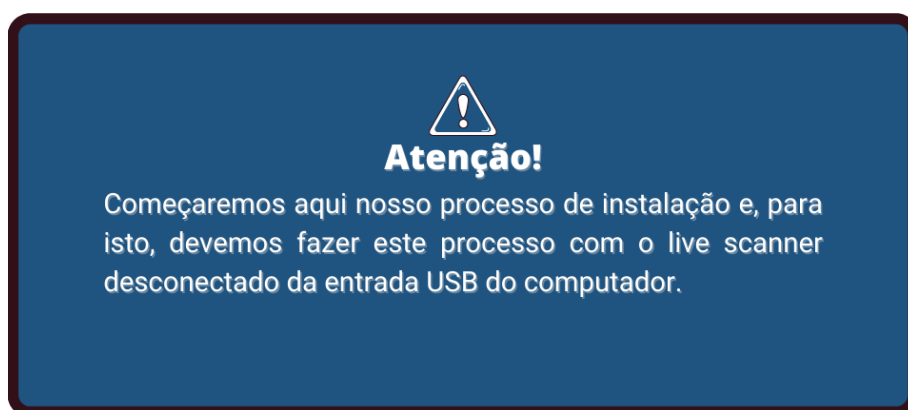 Atenção!
Começaremos aqui nosso processo de instalação e, para
isto, devemos fazer este processo com o live scanner
desconectado da entrada USB do computador.